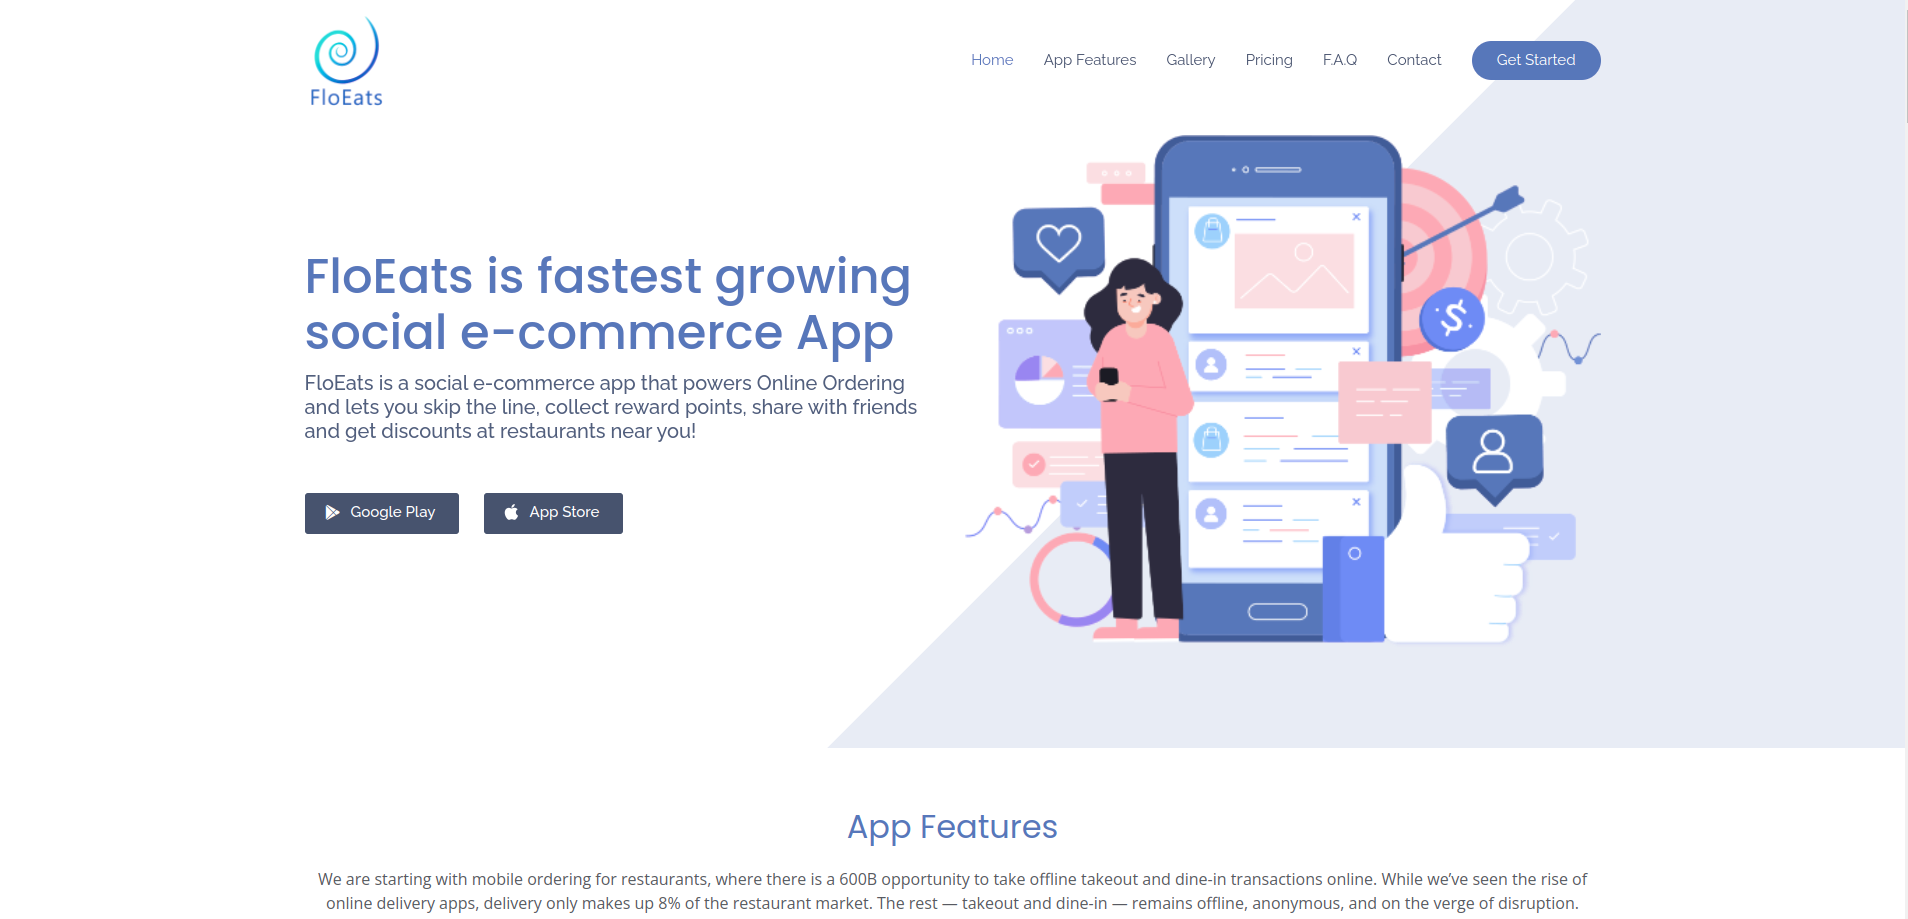 FloEats
Home App Features Gallery Pricing F.A.Q Contact Get Started
FloEats is fastest growing
social e-commerce App
FloEats is a social e-commerce app that powers Online Ordering
and lets you skip the line, collect reward points, share with friends
and get discounts at restaurants near you!
Google Play App Store
$
App Features
We are starting with mobile ordering for restaurants, where there is a 600B opportunity to take offline takeout and dine-in transactions online. While we’ve seen the rise of
online delivery apps, delivery only makes up 8% of the restaurant market. The rest — takeout and dine-in — remains offline, anonymous, and on the verge of disruption.